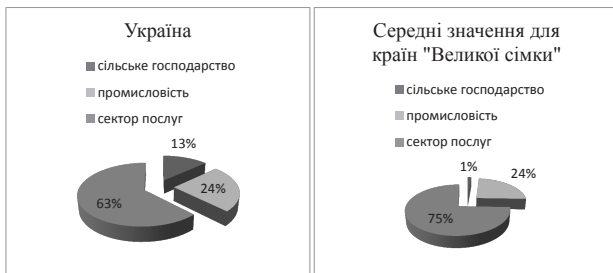 Україна
сільське господарство
промисловість
сектор послуг
13%
24%
63%
Середні значення для
країн "Великої сімки"
сільське господарство
промисловість
сектор послуг
1%
24%
75%